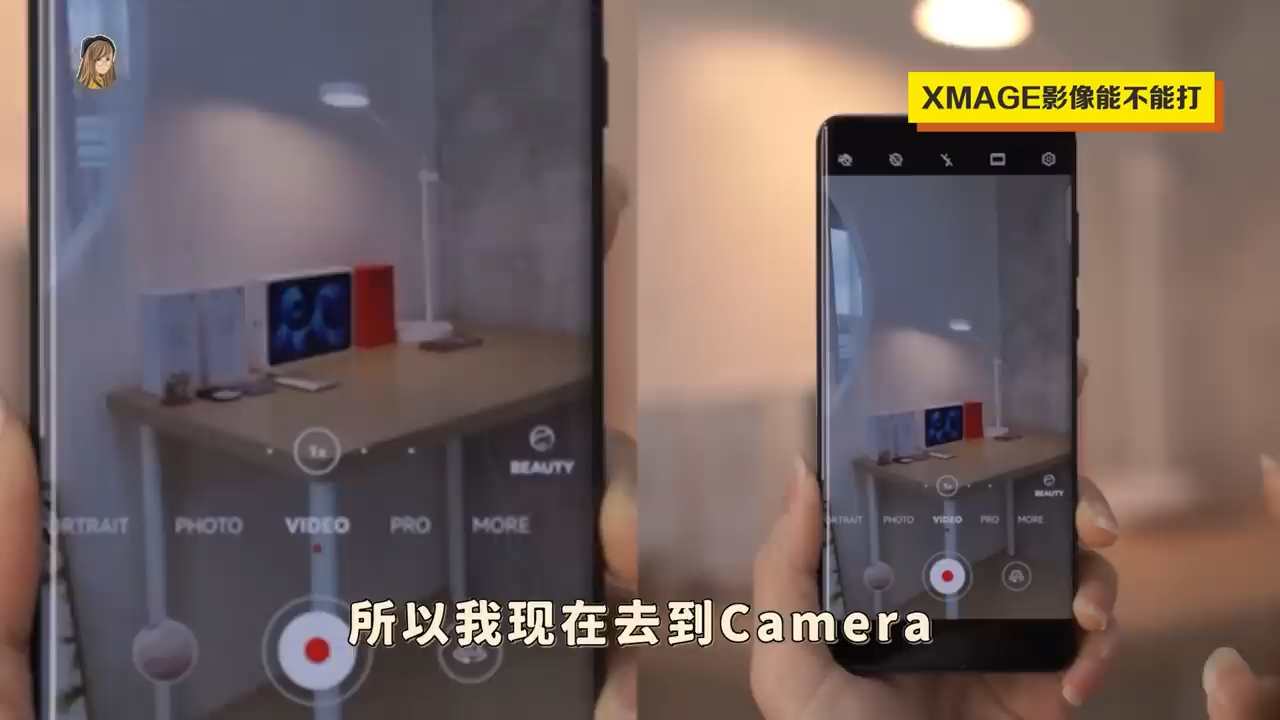 XMAGE影像能不能打
1x
BEAUTY
ORTRAIT PHOTO VIDEO PRO MORE
1x
BEAUTY
ORTRAIT PHOTO VIDEO PRO MORE
所以我现在去到Camera